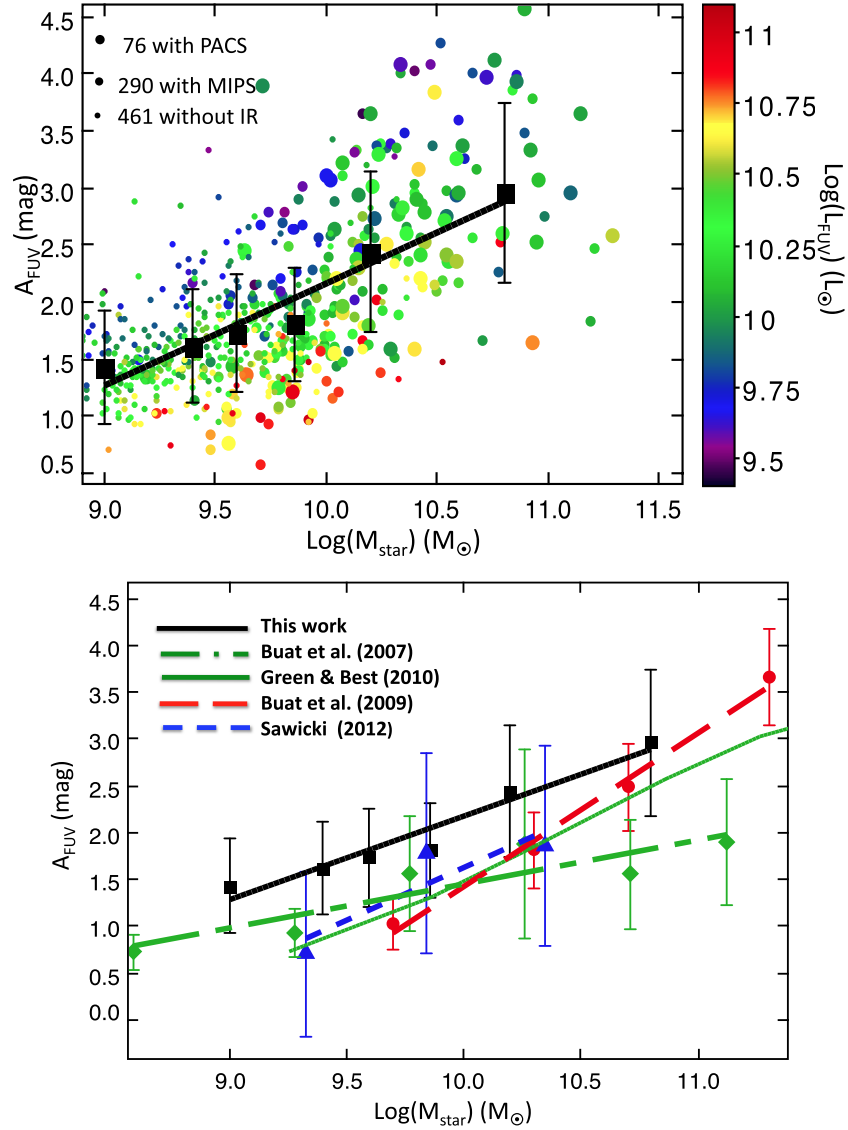 4.5
4.0
3.5
3.0
2.5
2.0
1.5
1.0
0.5
A_FUV (mag)
76 with PACS
290 with MIPS
461 without IR
9.0 9.5 10.0 10.5 11.0 11.5
Log(M_star) (M_☉)
11
10.75
10.5
10.25
10
9.75
9.5
Log(L_FUV) (L_☉)
4.5
4.0
3.5
3.0
2.5
2.0
1.5
1.0
0.5
0.0
A_FUV (mag)
This work
Buat et al. (2007)
Green & Best (2010)
Buat et al. (2009)
Sawicki (2012)
9.0 9.5 10.0 10.5 11.0
Log(M_star) (M_☉)